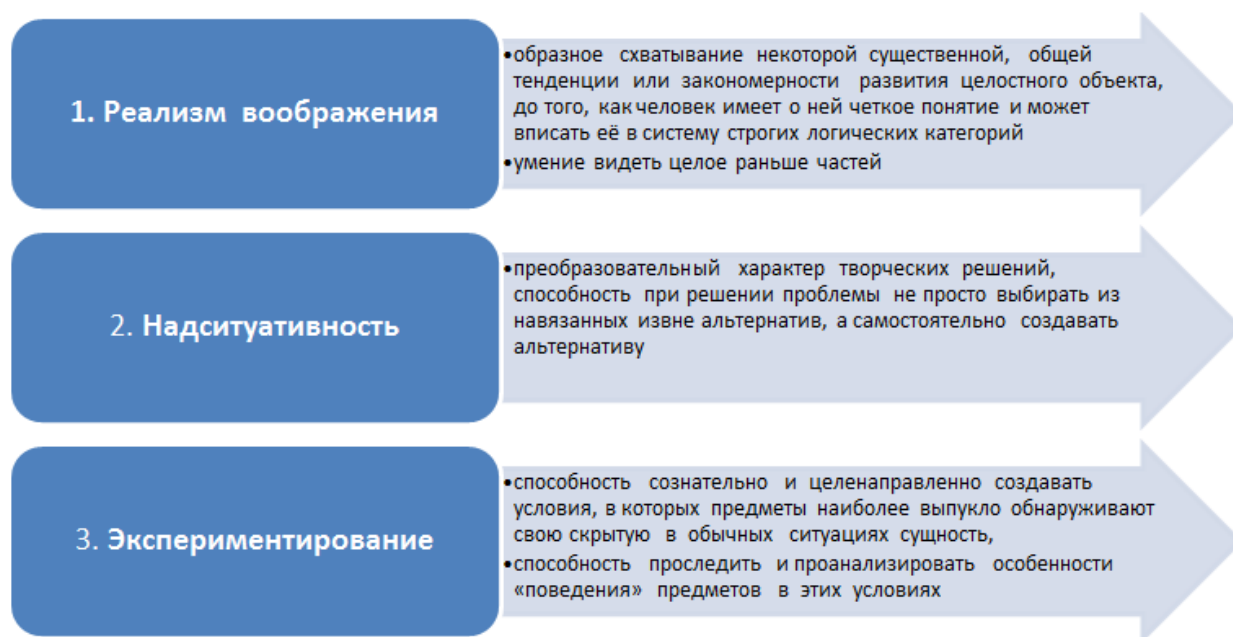 1. Реализм воображения
•образное схватывание некоторой существенной, общей
тенденции или закономерности развития целостного объекта,
до того, как человек имеет о ней четкое понятие и может
вписать её в систему строгих логических категорий
•умение видеть целое раньше частей
2. Надситуативность
•преобразовательный характер творческих решений,
способность при решении проблемы не просто выбирать из
навязанных извне альтернатив, а самостоятельно создавать
альтернативу
3. Экспериментирование
•способность сознательно и целенаправленно создавать
условия, в которых предметы наиболее выпукло обнаруживают
свою скрытую в обычных ситуациях сущность,
•способность проследить и проанализировать особенности
«поведения» предметов в этих условиях